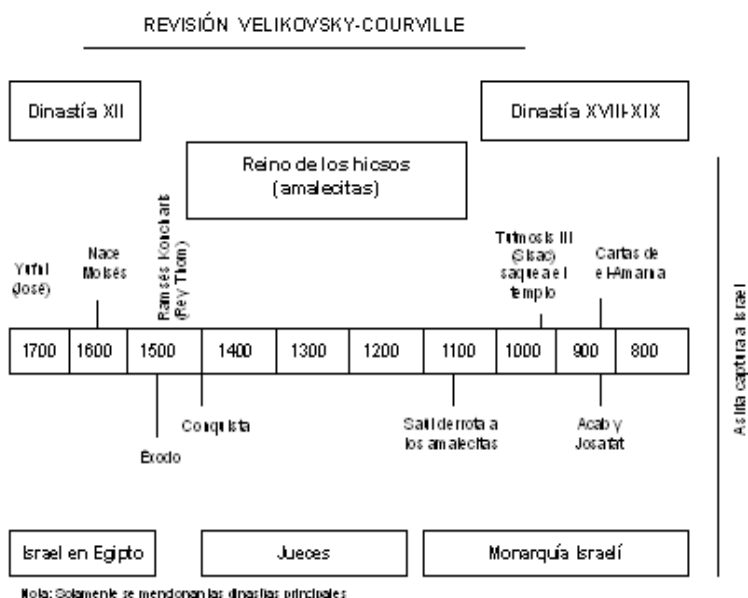 REVISIÓN VELIKOVSKY-COURVILLE
Dinastía XII
Dinastía XVIII-XIX
Reino de los hicsos
(amalecitas)
Yufni
(José)
Nace
Moisés
Ramsés Koncharis
(Rey Thom)
Tutmosis III
(Sisac)
saquea el
templo
Cartas de
el-Amarna
1700 1600 1500 1400 1300 1200 1100 1000 900 800
Éxodo
Conquista
Saúl derrota a
los amalecitas
Acab y
Josafat
Asiria captura a Israel
Israel en Egipto
Jueces
Monarquía Israelí
Nota: Solamente se mencionan las dinastías principales